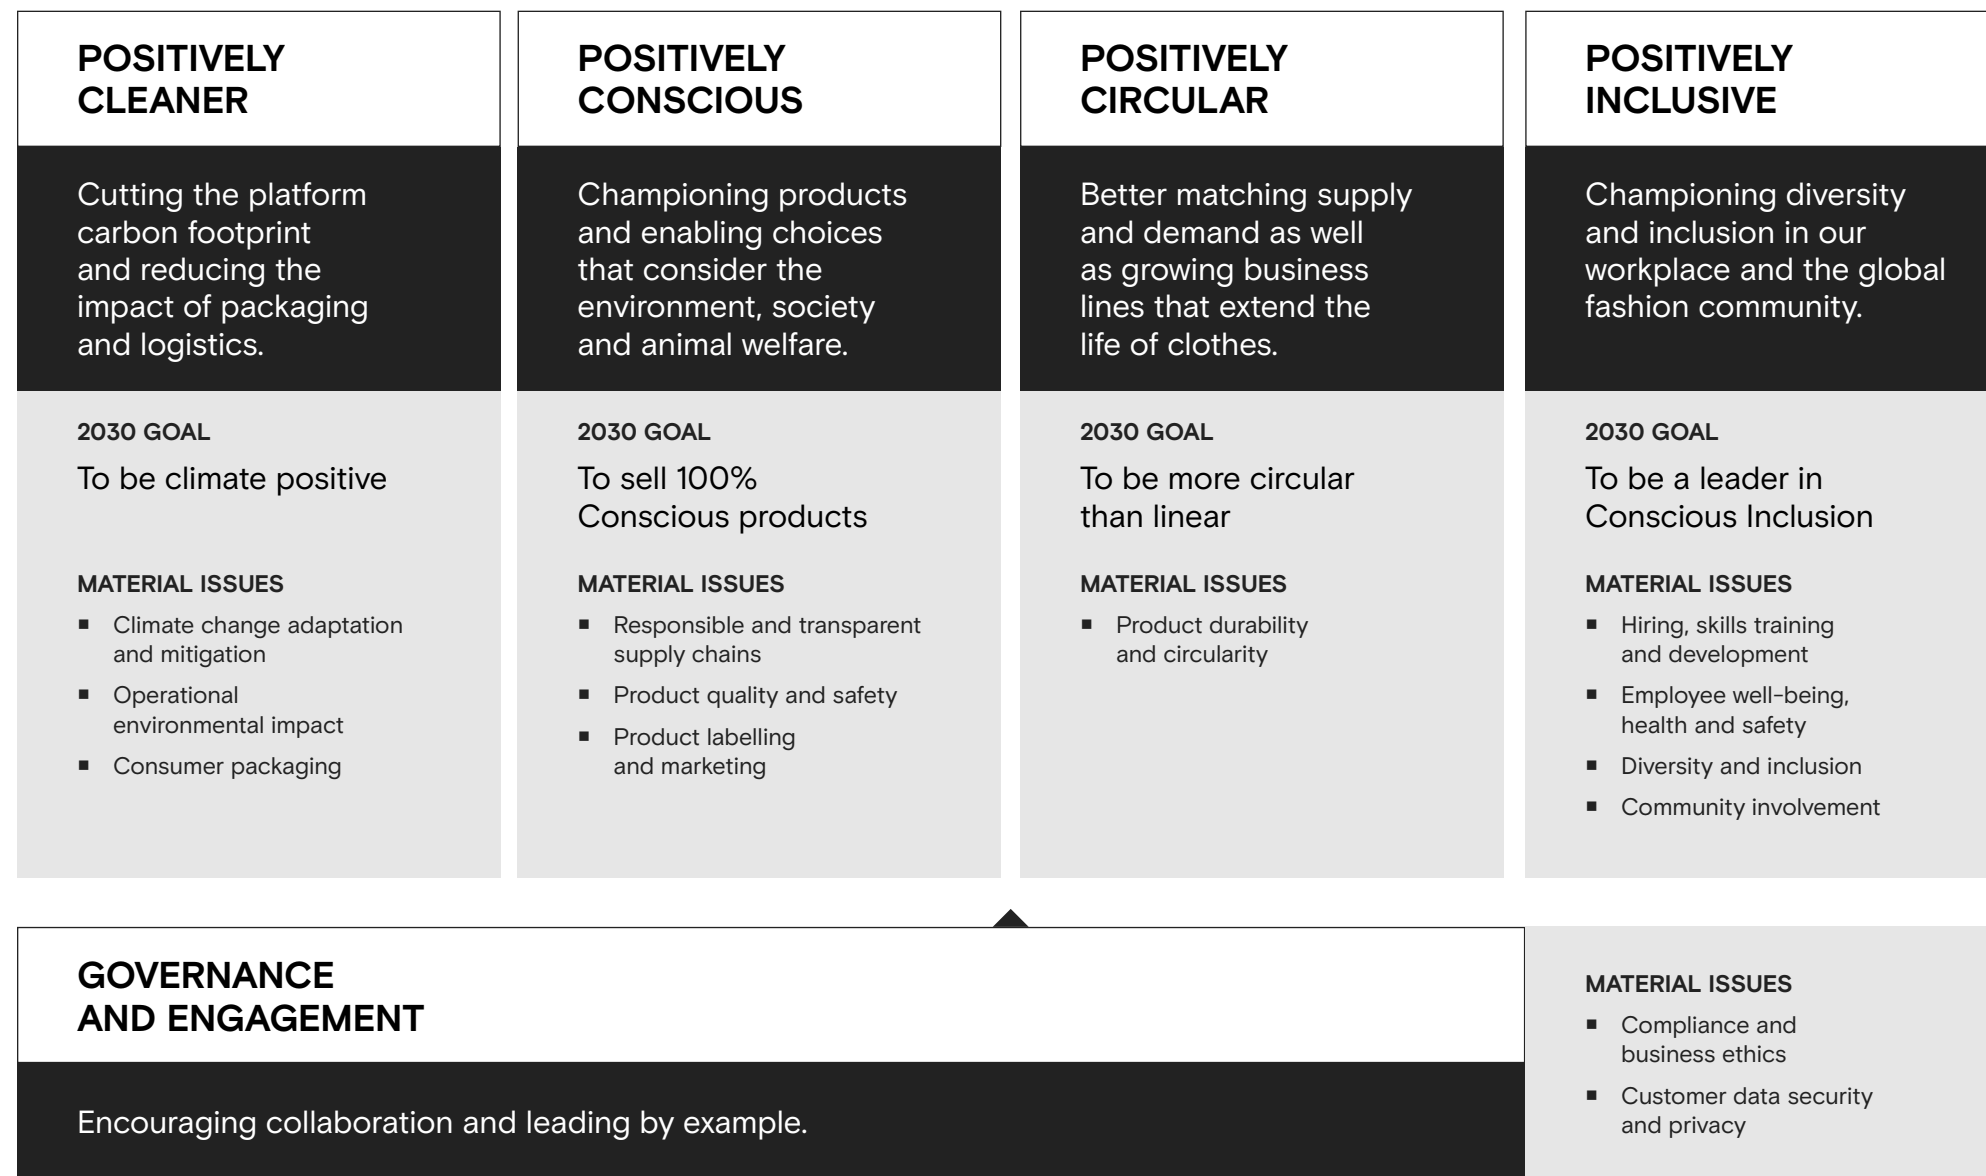 POSITIVELY
CLEANER
Cutting the platform
carbon footprint
and reducing the
impact of packaging
and logistics.
2030 GOAL
To be climate positive
MATERIAL ISSUES
▪ Climate change adaptation
and mitigation
▪ Operational
environmental impact
▪ Consumer packaging
POSITIVELY
CONSCIOUS
Championing products
and enabling choices
that consider the
environment, society
and animal welfare.
2030 GOAL
To sell 100%
Conscious products
MATERIAL ISSUES
▪ Responsible and transparent
supply chains
▪ Product quality and safety
▪ Product labelling
and marketing
POSITIVELY
CIRCULAR
Better matching supply
and demand as well
as growing business
lines that extend the
life of clothes.
2030 GOAL
To be more circular
than linear
MATERIAL ISSUES
▪ Product durability
and circularity
POSITIVELY
INCLUSIVE
Championing diversity
and inclusion in our
workplace and the global
fashion community.
2030 GOAL
To be a leader in
Conscious Inclusion
MATERIAL ISSUES
▪ Hiring, skills training
and development
▪ Employee well-being,
health and safety
▪ Diversity and inclusion
▪ Community involvement
GOVERNANCE
AND ENGAGEMENT
Encouraging collaboration and leading by example.
MATERIAL ISSUES
▪ Compliance and
business ethics
▪ Customer data security
and privacy